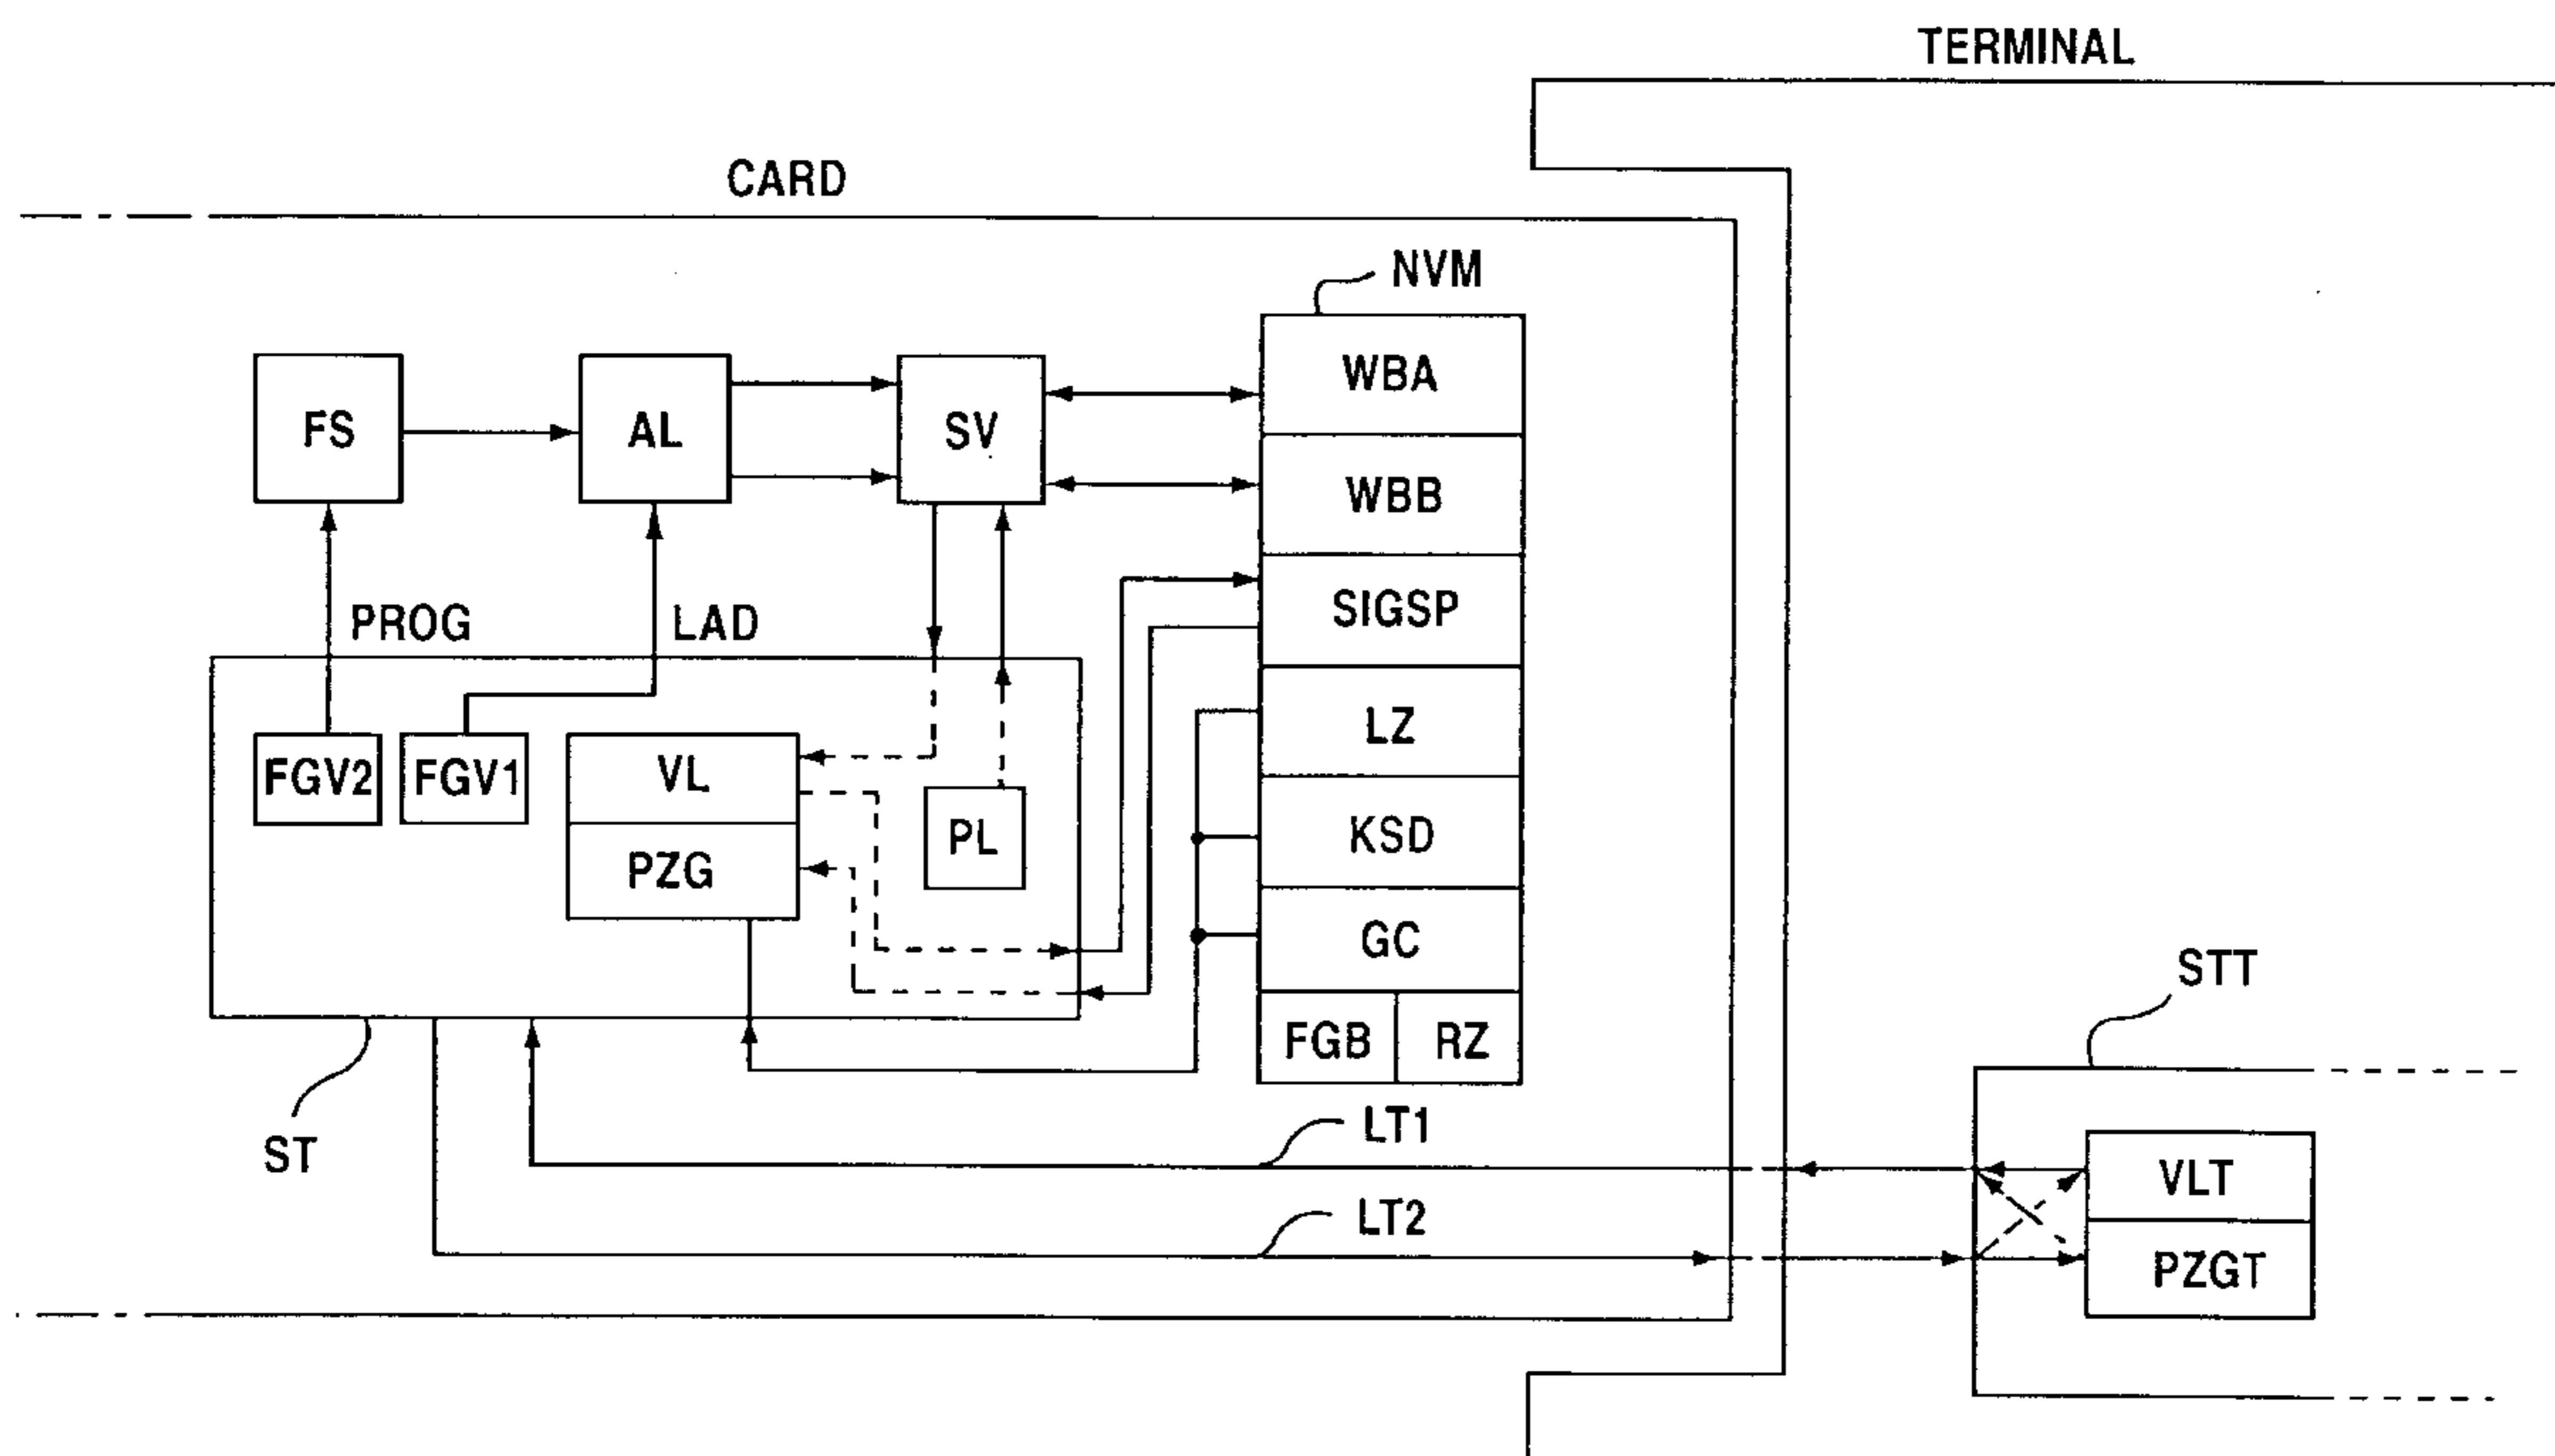 TERMINAL
CARD
NVM
WBA
FS
AL
SV
WBB
SIGSP
PROG
LAD
LZ
FGV2
FGV1
VL
PL
KSD
PZG
GC
STT
FGB
RZ
LT1
ST
VLT
LT2
PZGT